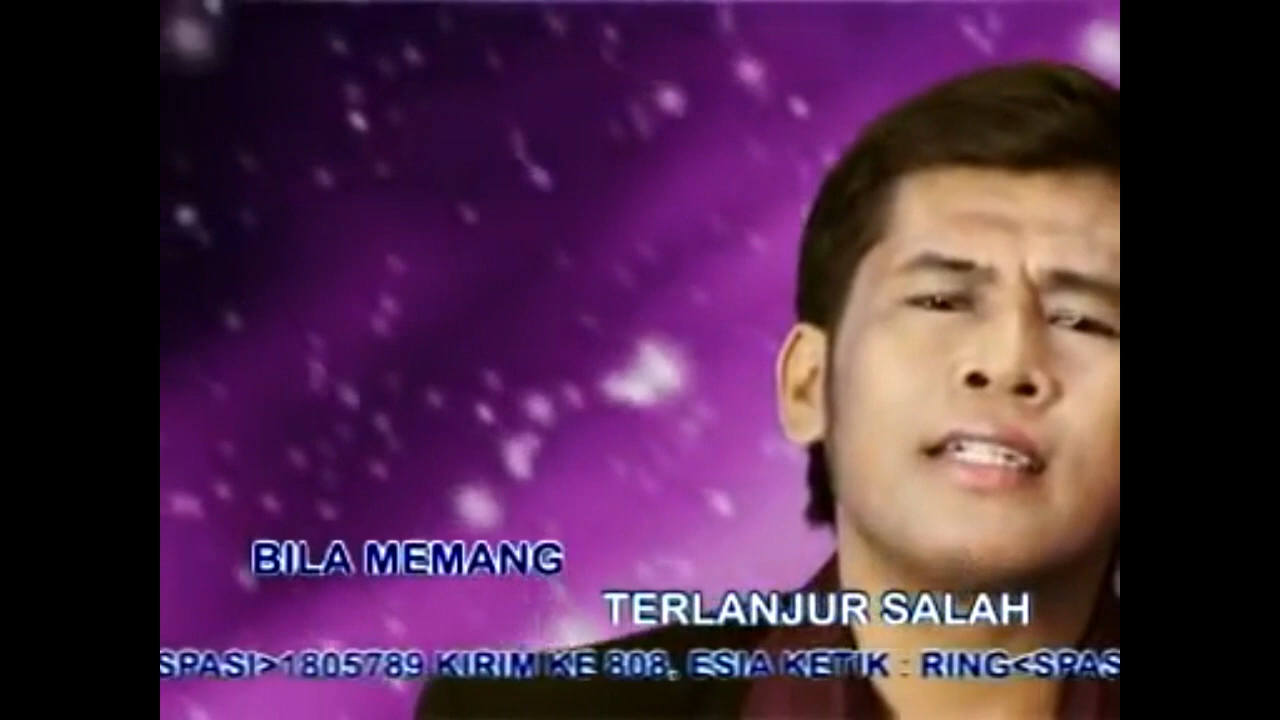 BILA MEMANG
TERLANJUR SALAH
SPASI>1805789 KIRIM KE 808, ESIA KETIK : RING<SPAS